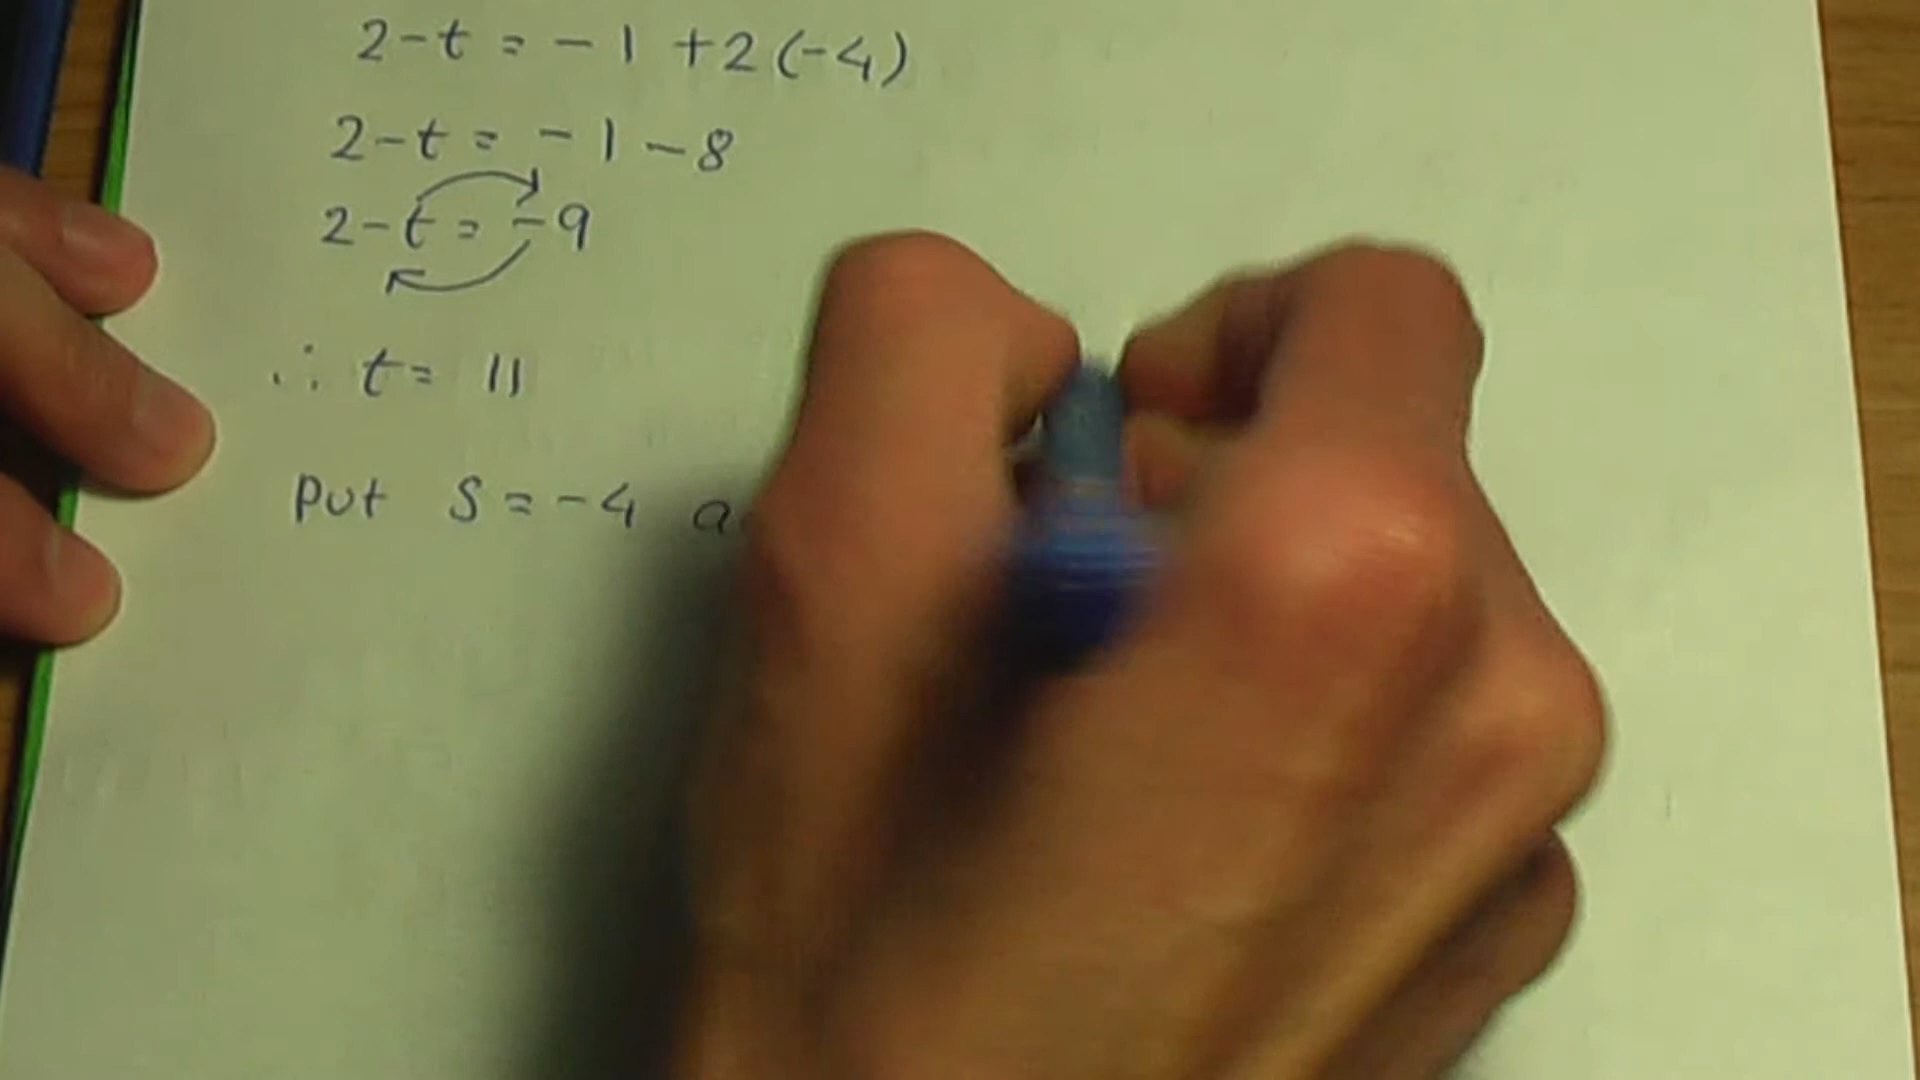 2-t = -1 +2(-4)
2-t = -1-8
2-t = -9
∴ t= 11
Put S=-4